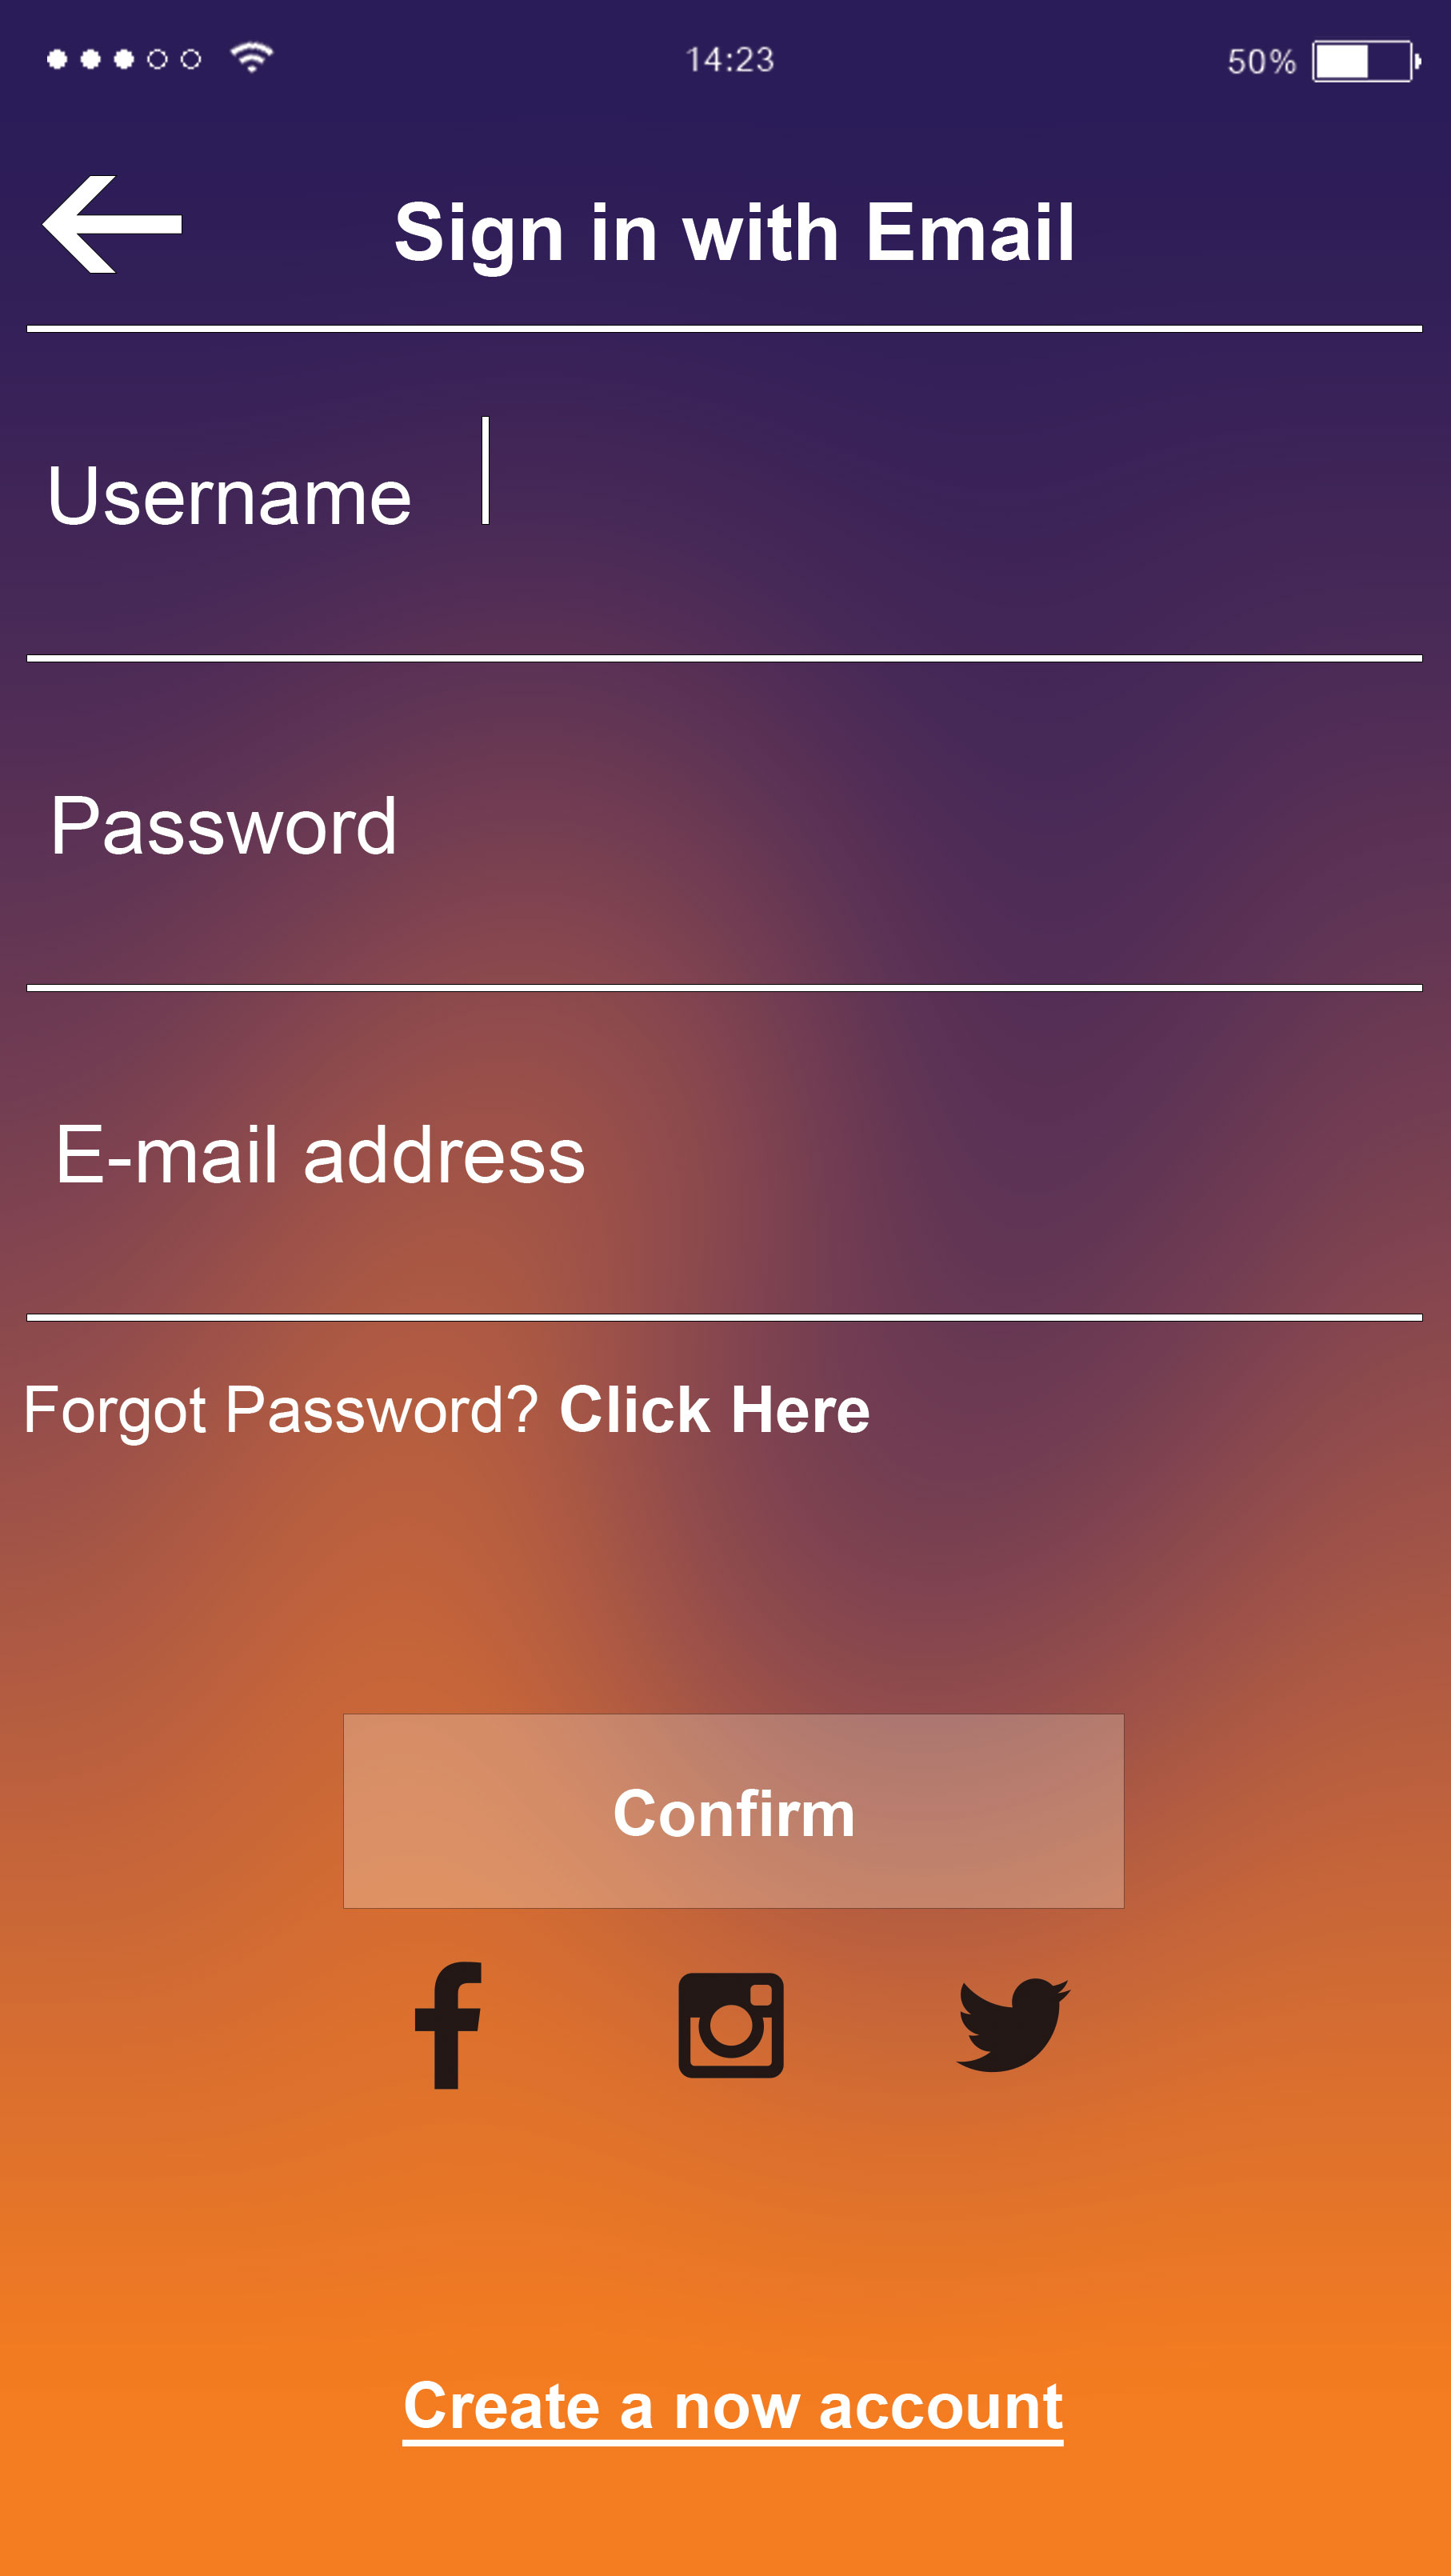 14:23
50%
Sign in with Email
Username
Password
E-mail address
Forgot Password? Click Here
Confirm
Create a now account